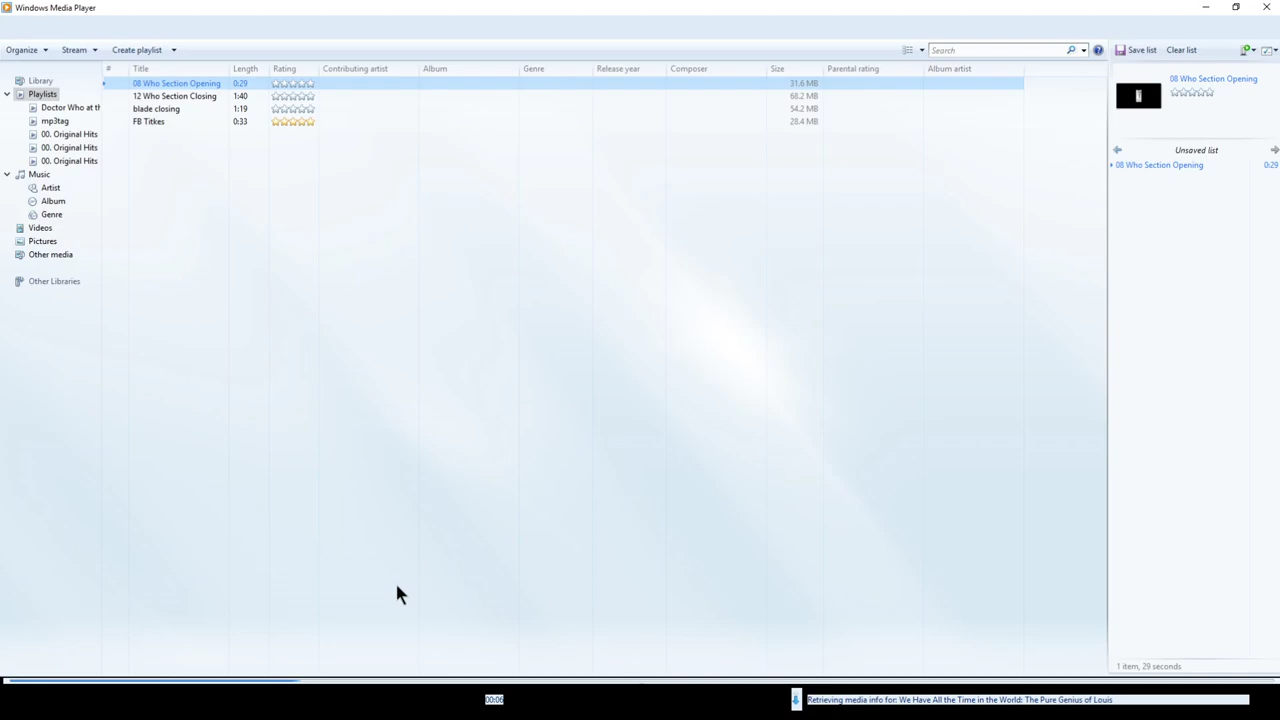 Windows Media Player
Organize Stream Create playlist Search Save list Clear list
# Title Length Rating Contributing artist Album Genre Release year Composer Size Parental rating Album artist
08 Who Section Opening 0:29 31.6 MB
12 Who Section Closing 1:40 68.2 MB
blade closing 1:19 54.2 MB
FB Titkes 0:33 28.4 MB
Library
Playlists
Doctor Who at th
mp3tag
00. Original Hits
00. Original Hits
00. Original Hits
Music
Artist
Album
Genre
Videos
Pictures
Other media
Other Libraries
08 Who Section Opening
Unsaved list
08 Who Section Opening 0:29
1 item, 29 seconds
00:06
Retrieving media info for: We Have All the Time in the World: The Pure Genius of Louis